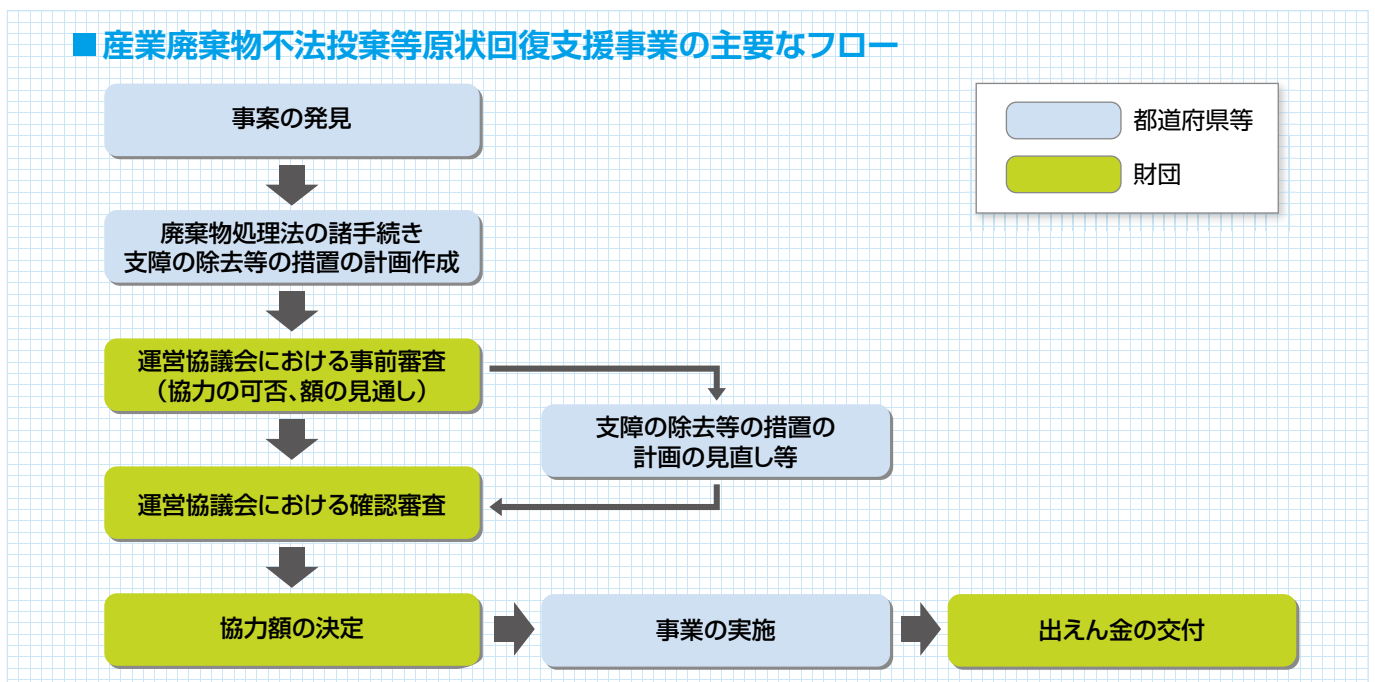 ■産業廃棄物不法投棄等原状回復支援事業の主要なフロー
事案の発見
都道府県等
財団
廃棄物処理法の諸手続き
支障の除去等の措置の計画作成
運営協議会における事前審査
（協力の可否、額の見通し）
支障の除去等の措置の
計画の見直し等
運営協議会における確認審査
協力額の決定
事業の実施
出えん金の交付